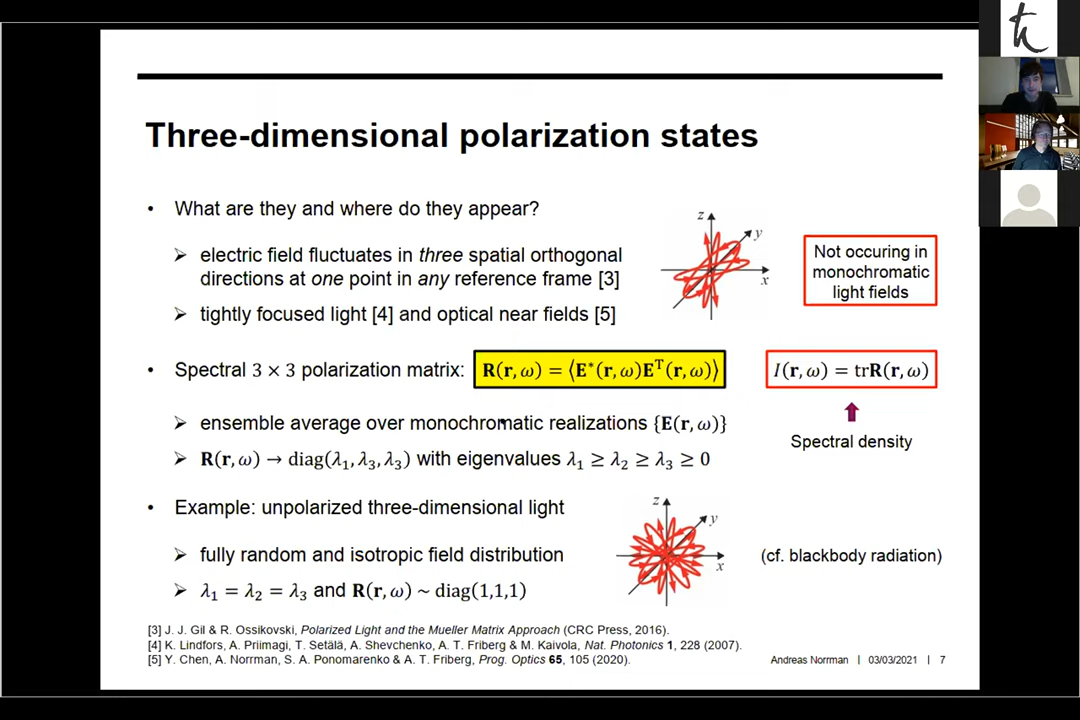 Three-dimensional polarization states
• What are they and where do they appear?
➢ electric field fluctuates in three spatial orthogonal
directions at one point in any reference frame [3]
➢ tightly focused light [4] and optical near fields [5]
z
y
x
Not occuring in
monochromatic
light fields
• Spectral 3 × 3 polarization matrix:
R(r, ω) = ⟨E*(r, ω)Eᵀ(r, ω)⟩
I(r, ω) = trR(r, ω)
Spectral density
➢ ensemble average over monochromatic realizations {E(r, ω)}
➢ R(r, ω) → diag(λ₁, λ₃, λ₃) with eigenvalues λ₁ ≥ λ₂ ≥ λ₃ ≥ 0
• Example: unpolarized three-dimensional light
➢ fully random and isotropic field distribution
➢ λ₁ = λ₂ = λ₃ and R(r, ω) ~ diag(1,1,1)
z
y
x
(cf. blackbody radiation)
[3] J. J. Gil & R. Ossikovski, Polarized Light and the Mueller Matrix Approach (CRC Press, 2016).
[4] K. Lindfors, A. Priimagi, T. Setälä, A. Shevchenko, A. T. Friberg & M. Kaivola, Nat. Photonics 1, 228 (2007).
[5] Y. Chen, A. Norrman, S. A. Ponomarenko & A. T. Friberg, Prog. Optics 65, 105 (2020).
Andreas Norrman | 03/03/2021 | 7